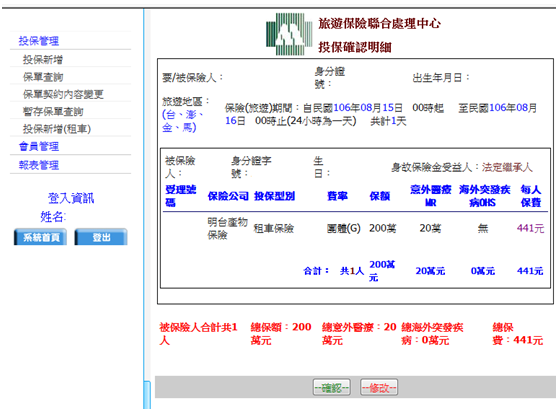 投保管理
投保新增
保單查詢
保單契約內容變更
暫存保單查詢
投保新增(租車)
會員管理
報表管理
登入資訊
姓名:
系統首頁 登出
旅遊保險聯合處理中心
投保確認明細
要/被保險人： 身分證號： 出生年月日：
旅遊地區：(台、澎、金、馬) 保險(旅遊)期間：自民國106年08月15日 00時起 至民國106年08月
16日 00時止(24小時為一天) 共計1天
被保險人： 身分證字號： 生日： 身故保險金受益人：法定繼承人
受理號碼 保險公司 投保型別 費率 保額 意外醫療MR 海外突發疾病OHS 每人保費
明台產物保險 租車保險 團體(G) 200萬 20萬 無 441元
合計： 共1人 200萬元 20萬元 0萬元 441元
被保險人合計共1人 總保額：200萬元 總意外醫療：20萬元 總海外突發疾病：0萬元 總保費：441元
--確認-- --修改--